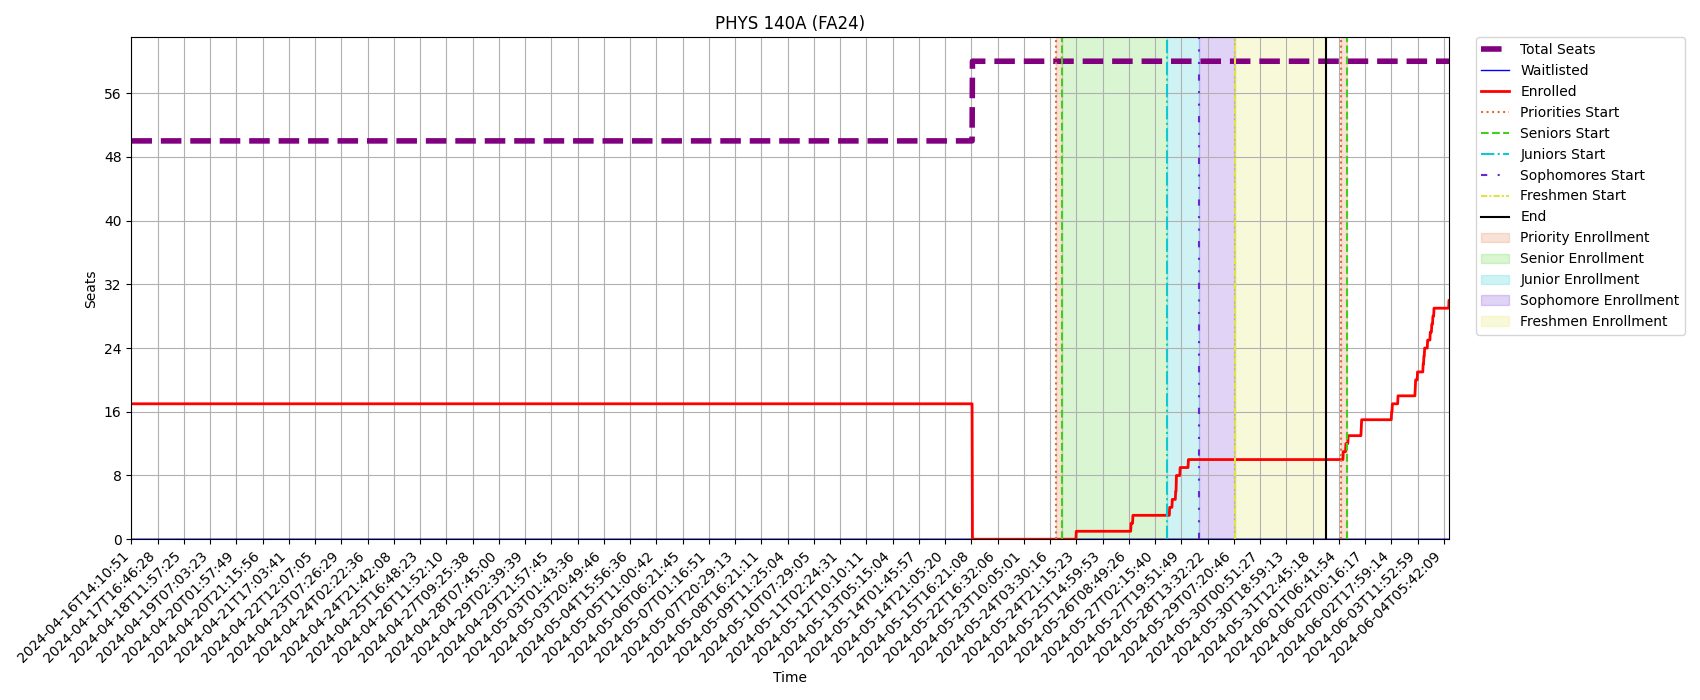 PHYS 140A (FA24)
Total Seats
Waitlisted
Enrolled
Priorities Start
Seniors Start
Juniors Start
Sophomores Start
Freshmen Start
End
Priority Enrollment
Senior Enrollment
Junior Enrollment
Sophomore Enrollment
Freshmen Enrollment
Seats
56
48
40
32
24
16
8
0
2024-04-16T14:10:51
2024-04-17T16:46:28
2024-04-18T11:57:25
2024-04-19T07:03:23
2024-04-20T01:57:49
2024-04-20T21:15:56
2024-04-21T17:03:41
2024-04-22T12:07:05
2024-04-23T07:26:29
2024-04-24T02:22:36
2024-04-24T21:42:08
2024-04-25T16:48:23
2024-04-26T11:52:10
2024-04-27T09:25:38
2024-04-28T07:45:00
2024-04-29T02:39:39
2024-04-29T21:57:45
2024-05-03T01:43:36
2024-05-03T20:49:46
2024-05-04T15:56:36
2024-05-05T11:00:42
2024-05-06T06:21:45
2024-05-07T01:16:51
2024-05-07T20:29:13
2024-05-08T16:21:11
2024-05-09T11:25:04
2024-05-10T07:29:05
2024-05-11T02:24:31
2024-05-12T10:10:11
2024-05-13T05:15:04
2024-05-14T01:45:57
2024-05-14T21:05:20
2024-05-15T16:21:08
2024-05-22T16:32:06
2024-05-23T10:05:01
2024-05-24T03:30:16
2024-05-24T21:15:23
2024-05-25T14:59:53
2024-05-26T08:49:26
2024-05-27T02:15:40
2024-05-27T19:51:49
2024-05-28T13:32:22
2024-05-29T07:20:46
2024-05-30T00:51:27
2024-05-30T18:59:13
2024-05-31T12:45:18
2024-06-01T06:41:54
2024-06-02T00:16:17
2024-06-02T17:59:14
2024-06-03T11:52:59
2024-06-04T05:42:09
Time